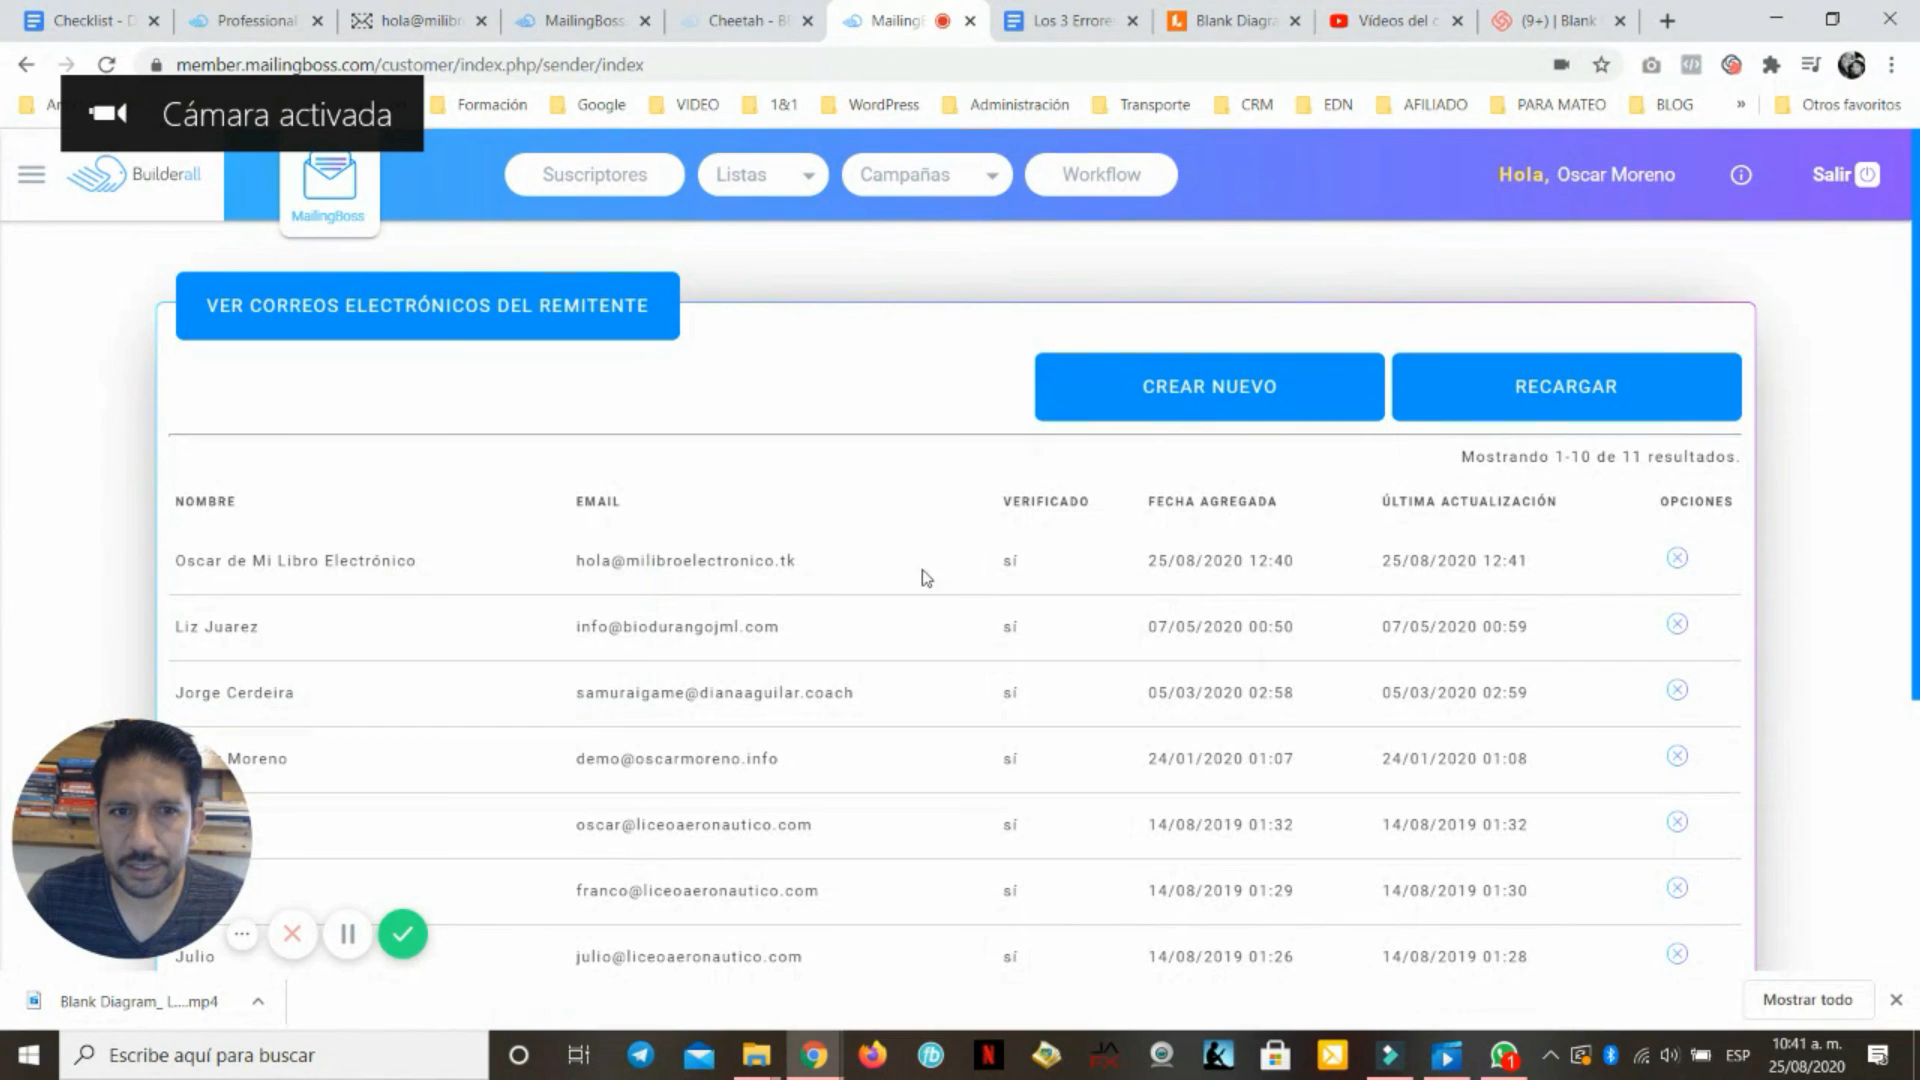 Checklist - D
Professional
hola@milibr
MailingBoss
Cheetah - B
Mailing
Los 3 Errore
Blank Diagra
Vídeos del c
(9+) | Blank
member.mailingboss.com/customer/index.php/sender/index
Formación
Google
VIDEO
1&1
WordPress
Administración
Transporte
CRM
EDN
AFILIADO
PARA MATEO
BLOG
»
Otros favoritos
Cámara activada
Builderall
MailingBoss
Suscriptores
Listas
Campañas
Workflow
Hola, Oscar Moreno
Salir
VER CORREOS ELECTRÓNICOS DEL REMITENTE
CREAR NUEVO
RECARGAR
Mostrando 1-10 de 11 resultados.
NOMBRE EMAIL VERIFICADO FECHA AGREGADA ÚLTIMA ACTUALIZACIÓN OPCIONES
Oscar de Mi Libro Electrónico hola@milibroelectronico.tk sí 25/08/2020 12:40 25/08/2020 12:41
Liz Juarez info@biodurangojml.com sí 07/05/2020 00:50 07/05/2020 00:59
Jorge Cerdeira samuraigame@dianaaguilar.coach sí 05/03/2020 02:58 05/03/2020 02:59
Moreno demo@oscarmoreno.info sí 24/01/2020 01:07 24/01/2020 01:08
oscar@liceoaeronautico.com sí 14/08/2019 01:32 14/08/2019 01:32
franco@liceoaeronautico.com sí 14/08/2019 01:29 14/08/2019 01:30
Julio julio@liceoaeronautico.com sí 14/08/2019 01:26 14/08/2019 01:28
Blank Diagram_ L....mp4
Mostrar todo
Escribe aquí para buscar
ESP
10:41 a. m.
25/08/2020